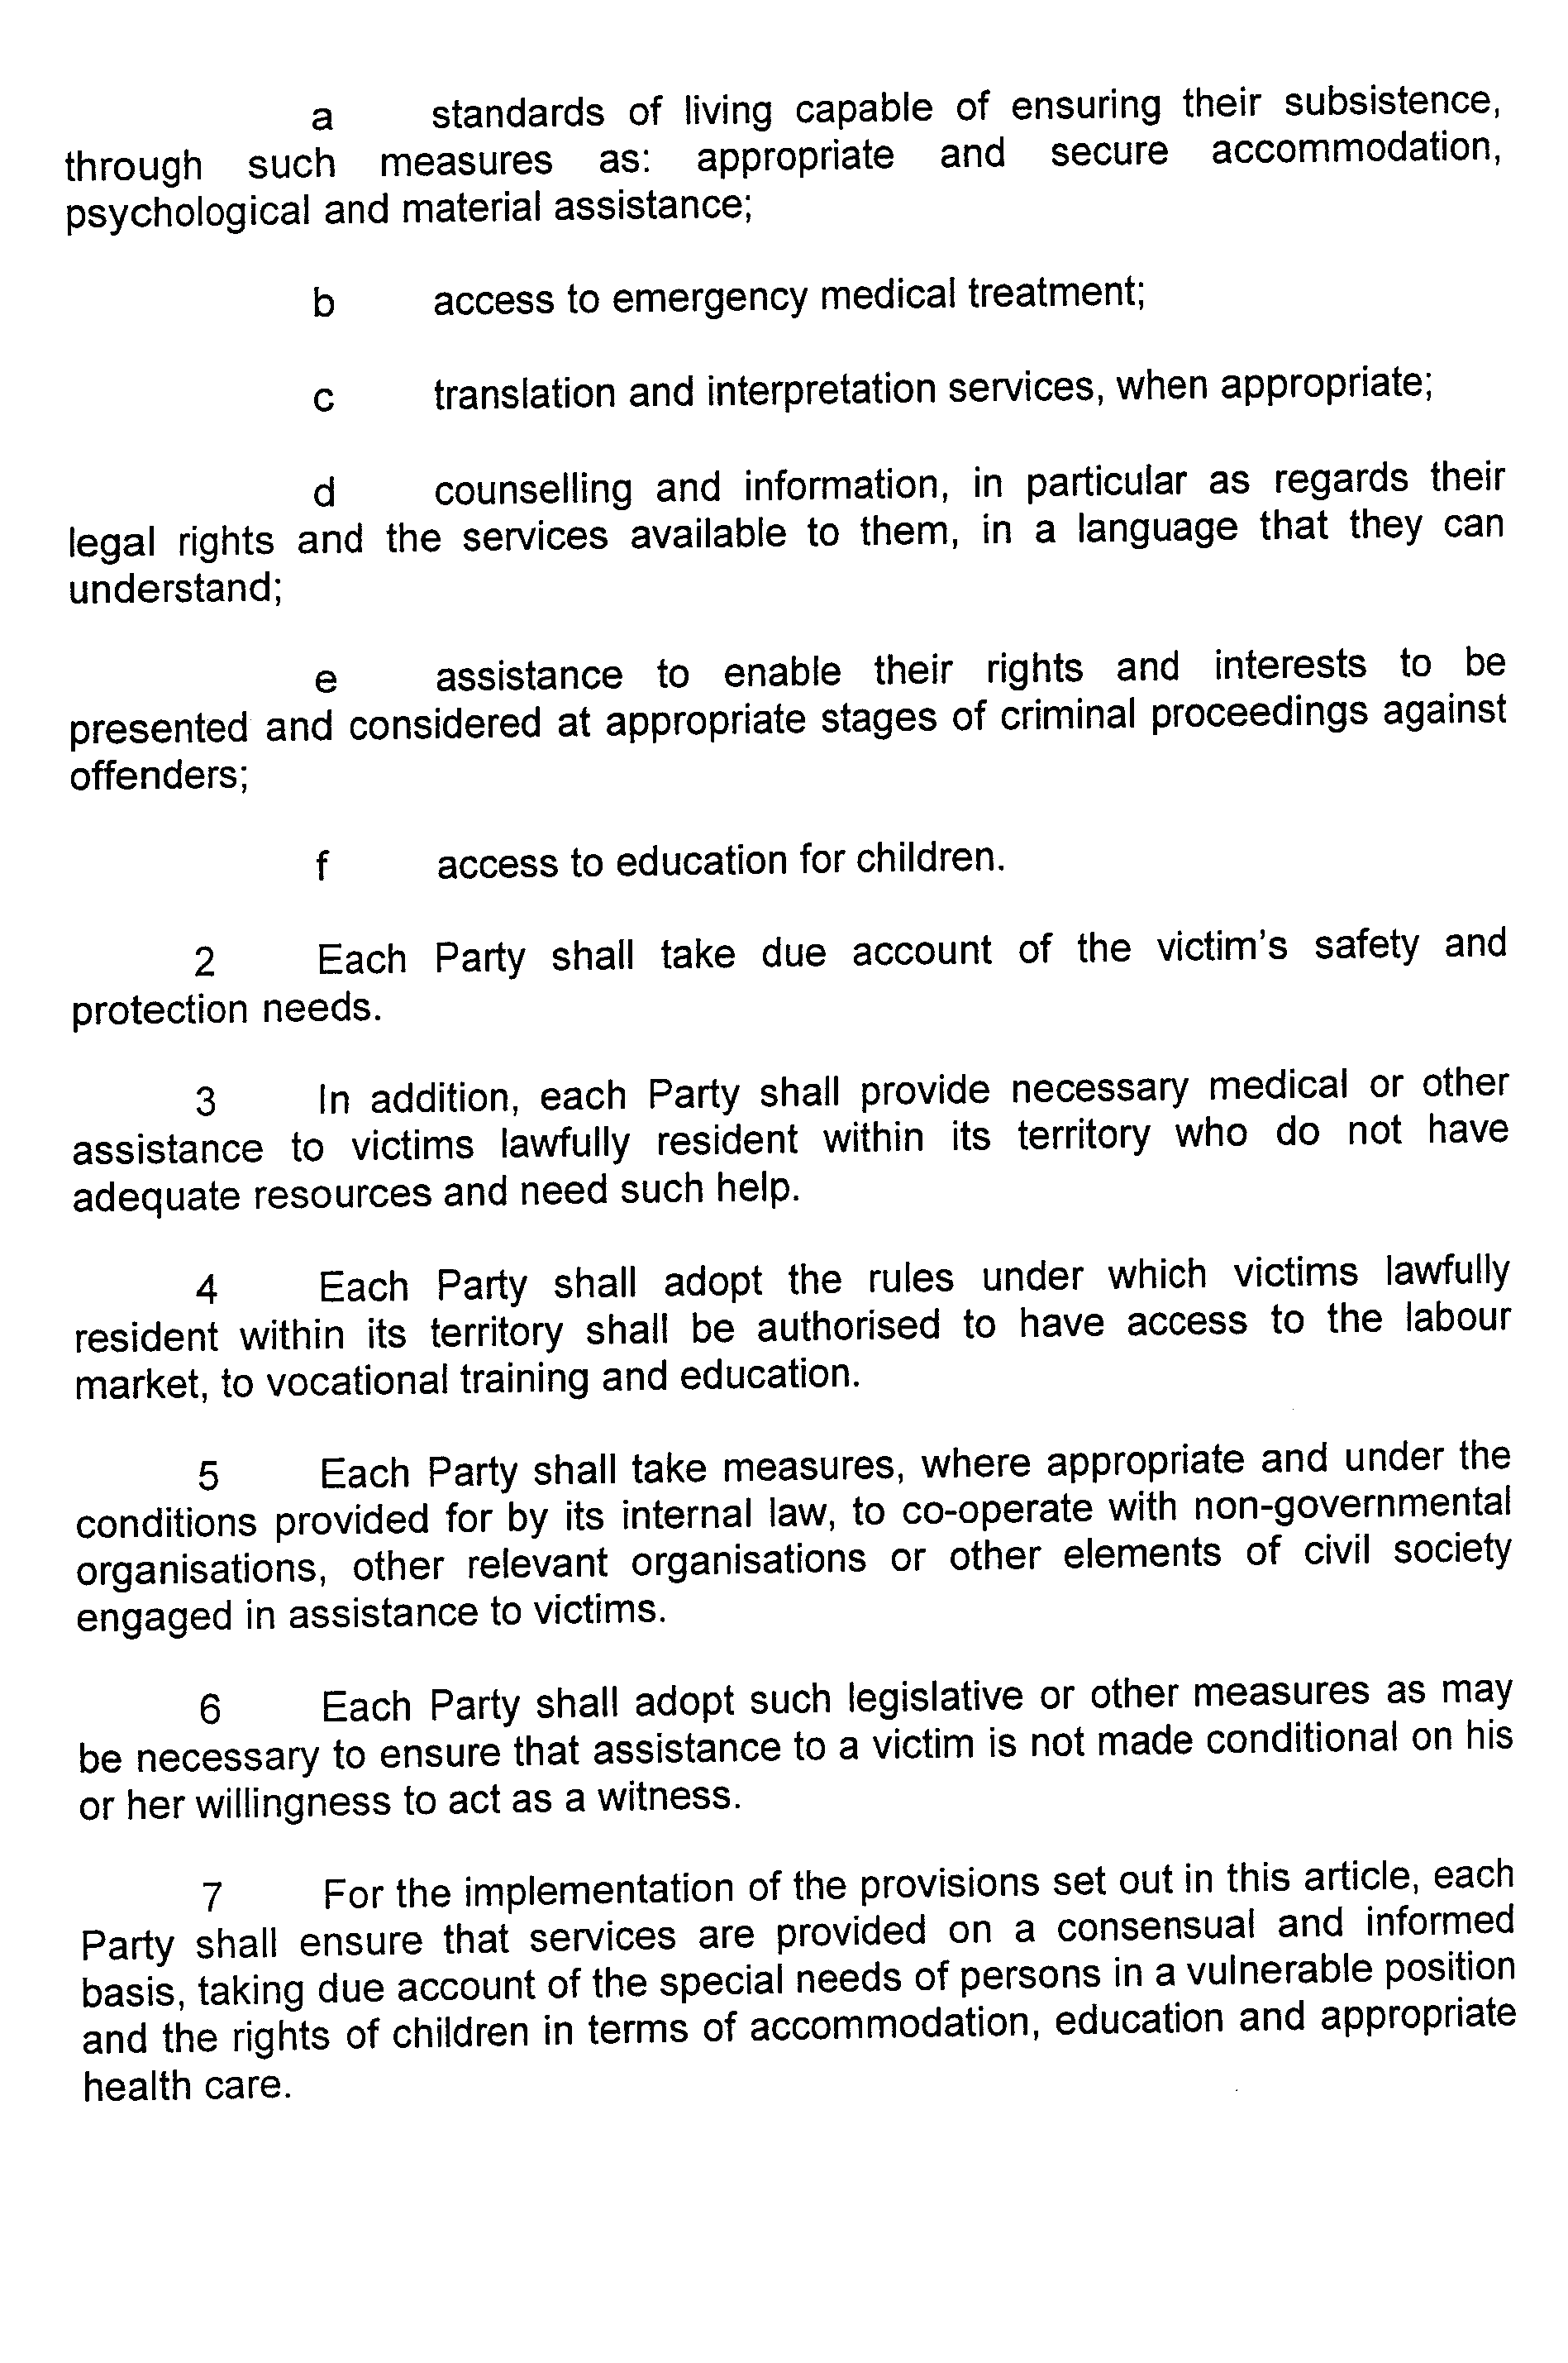 a standards of living capable of ensuring their subsistence,
through such measures as: appropriate and secure accommodation,
psychological and material assistance;
b access to emergency medical treatment;
c translation and interpretation services, when appropriate;
d counselling and information, in particular as regards their
legal rights and the services available to them, in a language that they can
understand;
e assistance to enable their rights and interests to be
presented and considered at appropriate stages of criminal proceedings against
offenders;
f access to education for children.
2 Each Party shall take due account of the victim's safety and
protection needs.
3 In addition, each Party shall provide necessary medical or other
assistance to victims lawfully resident within its territory who do not have
adequate resources and need such help.
4 Each Party shall adopt the rules under which victims lawfully
resident within its territory shall be authorised to have access to the labour
market, to vocational training and education.
5 Each Party shall take measures, where appropriate and under the
conditions provided for by its internal law, to co-operate with non-governmental
organisations, other relevant organisations or other elements of civil society
engaged in assistance to victims.
6 Each Party shall adopt such legislative or other measures as may
be necessary to ensure that assistance to a victim is not made conditional on his
or her willingness to act as a witness.
7 For the implementation of the provisions set out in this article, each
Party shall ensure that services are provided on a consensual and informed
basis, taking due account of the special needs of persons in a vulnerable position
and the rights of children in terms of accommodation, education and appropriate
health care.